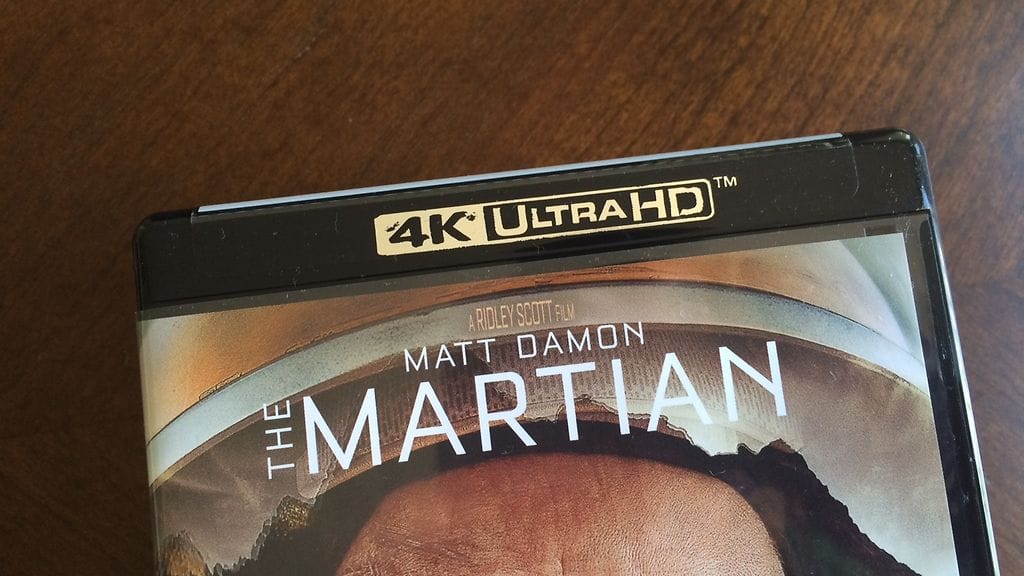 4K ULTRA HD™
A RIDLEY SCOTT FILM
MATT DAMON
THE MARTIAN